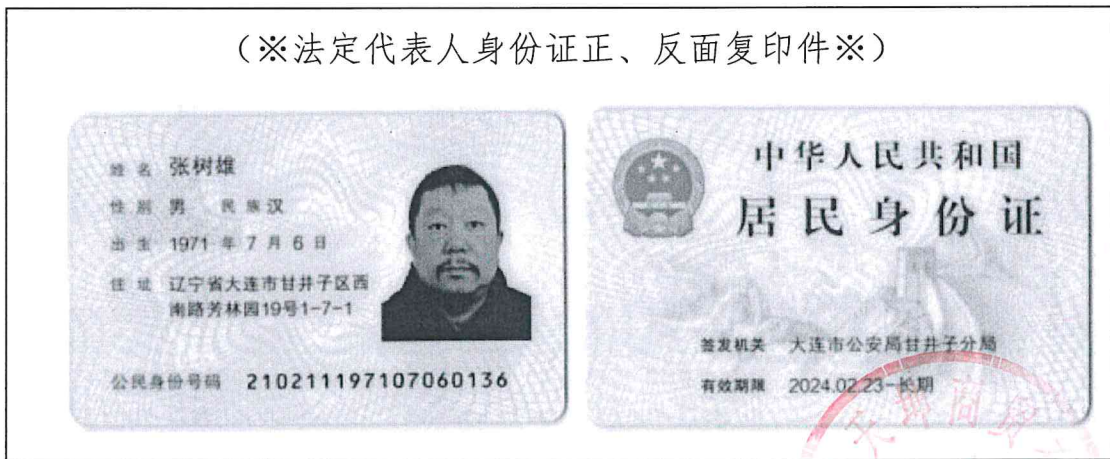 （※法定代表人身份证正、反面复印件※）
姓名 张树雄
性别 男 民族 汉
出生 1971 年 7 月 6 日
住址 辽宁省大连市甘井子区西
南路芳林园19号1-7-1
公民身份号码 210211197107060136
中华人民共和国
居民身份证
签发机关 大连市公安局甘井子分局
有效期限 2024.02.23-长期